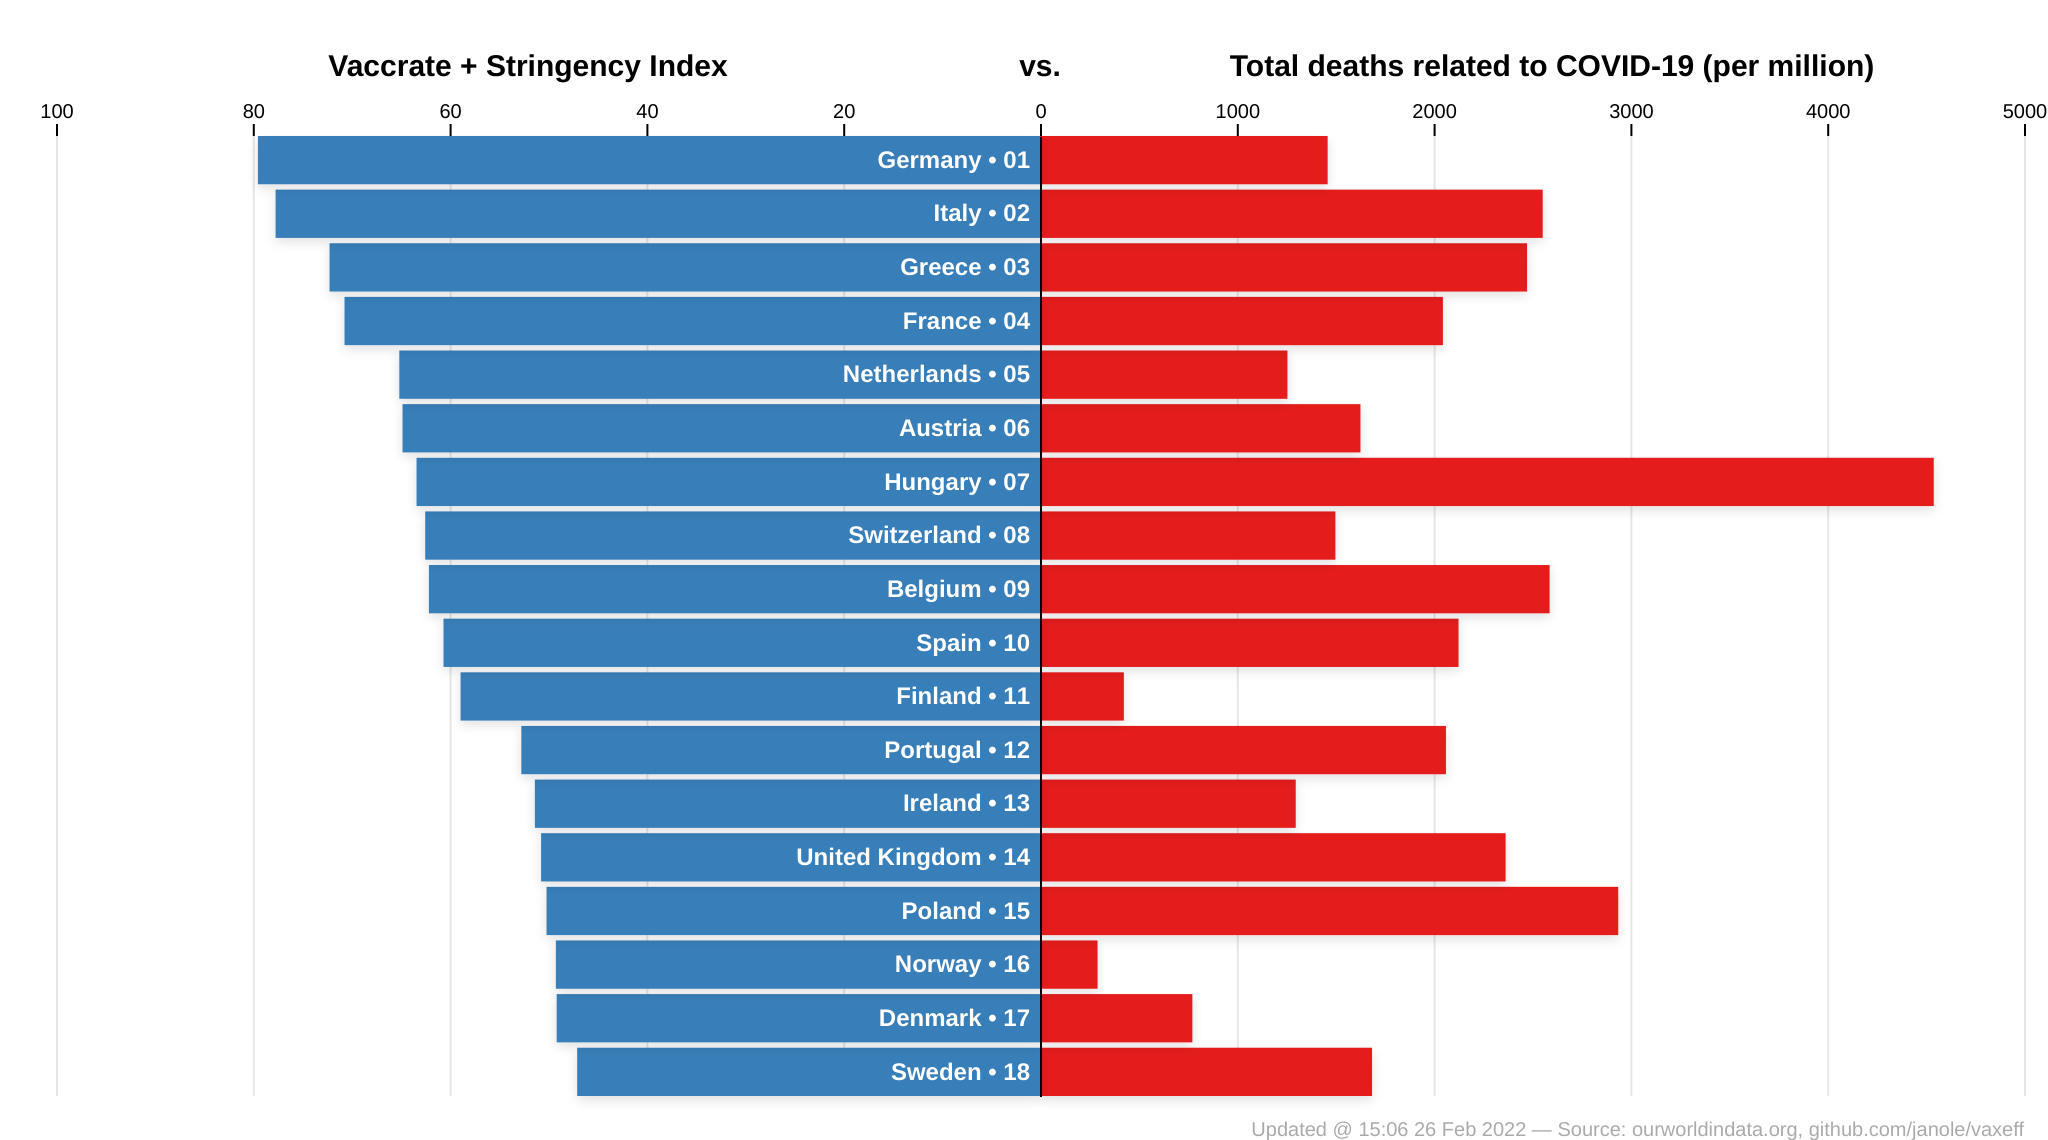 Vaccrate + Stringency Index vs. Total deaths related to COVID-19 (per million)
100 80 60 40 20 0 1000 2000 3000 4000 5000
Germany • 01
Italy • 02
Greece • 03
France • 04
Netherlands • 05
Austria • 06
Hungary • 07
Switzerland • 08
Belgium • 09
Spain • 10
Finland • 11
Portugal • 12
Ireland • 13
United Kingdom • 14
Poland • 15
Norway • 16
Denmark • 17
Sweden • 18
Updated @ 15:06 26 Feb 2022 — Source: ourworldindata.org, github.com/janole/vaxeff